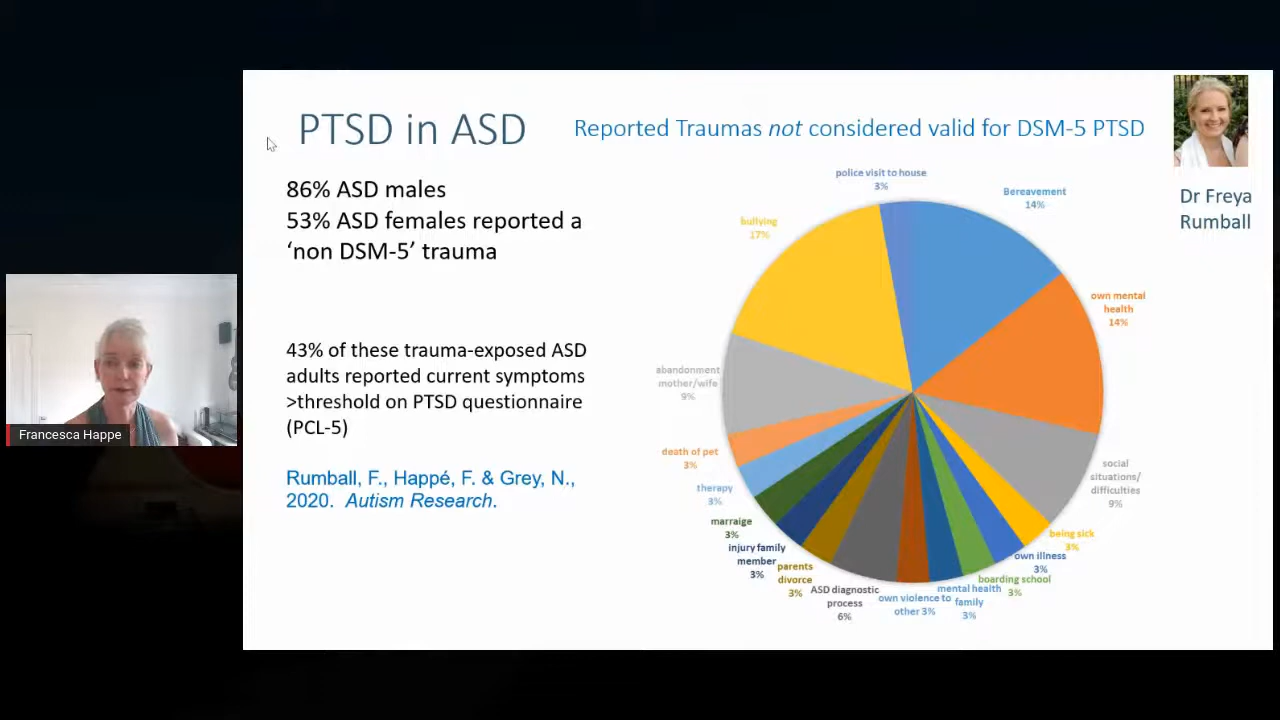 PTSD in ASD
Reported Traumas not considered valid for DSM-5 PTSD
86% ASD males
53% ASD females reported a
‘non DSM-5’ trauma
43% of these trauma-exposed ASD
adults reported current symptoms
>threshold on PTSD questionnaire
(PCL-5)
Rumball, F., Happé, F. & Grey, N.,
2020. Autism Research.
police visit to house
3%
Bereavement
14%
own mental
health
14%
social
situations/
difficulties
9%
being sick
3%
own illness
3%
boarding school
3%
mental health
family
3%
own violence to
other 3%
ASD diagnostic
process
6%
parents
divorce
3%
injury family
member
3%
marraige
3%
therapy
3%
death of pet
3%
abandonment
mother/wife
9%
bullying
17%
Dr Freya
Rumball
Francesca Happe